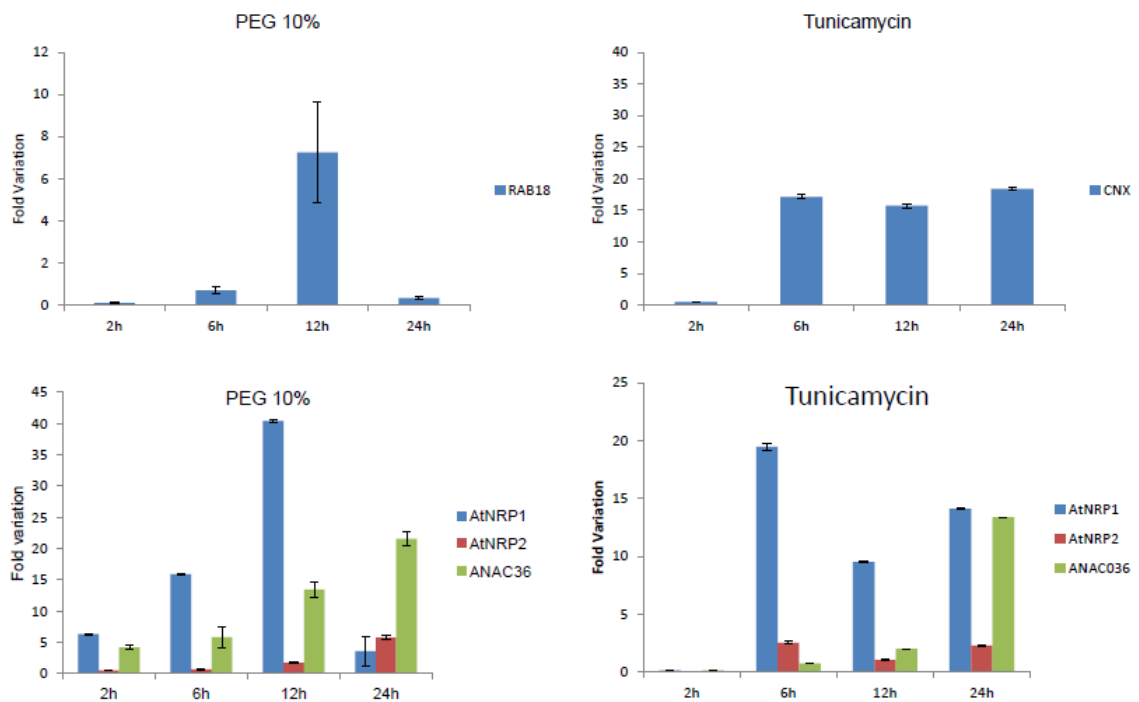 PEG 10%
Fold Variation
12
10
8
6
4
2
0
2h 6h 12h 24h
RAB18
Tunicamycin
Fold Variation
40
35
30
25
20
15
10
5
0
2h 6h 12h 24h
CNX
PEG 10%
Fold variation
45
40
35
30
25
20
15
10
5
0
2h 6h 12h 24h
AtNRP1
AtNRP2
ANAC36
Tunicamycin
Fold Variation
25
20
15
10
5
0
2h 6h 12h 24h
AtNRP1
AtNRP2
ANAC036